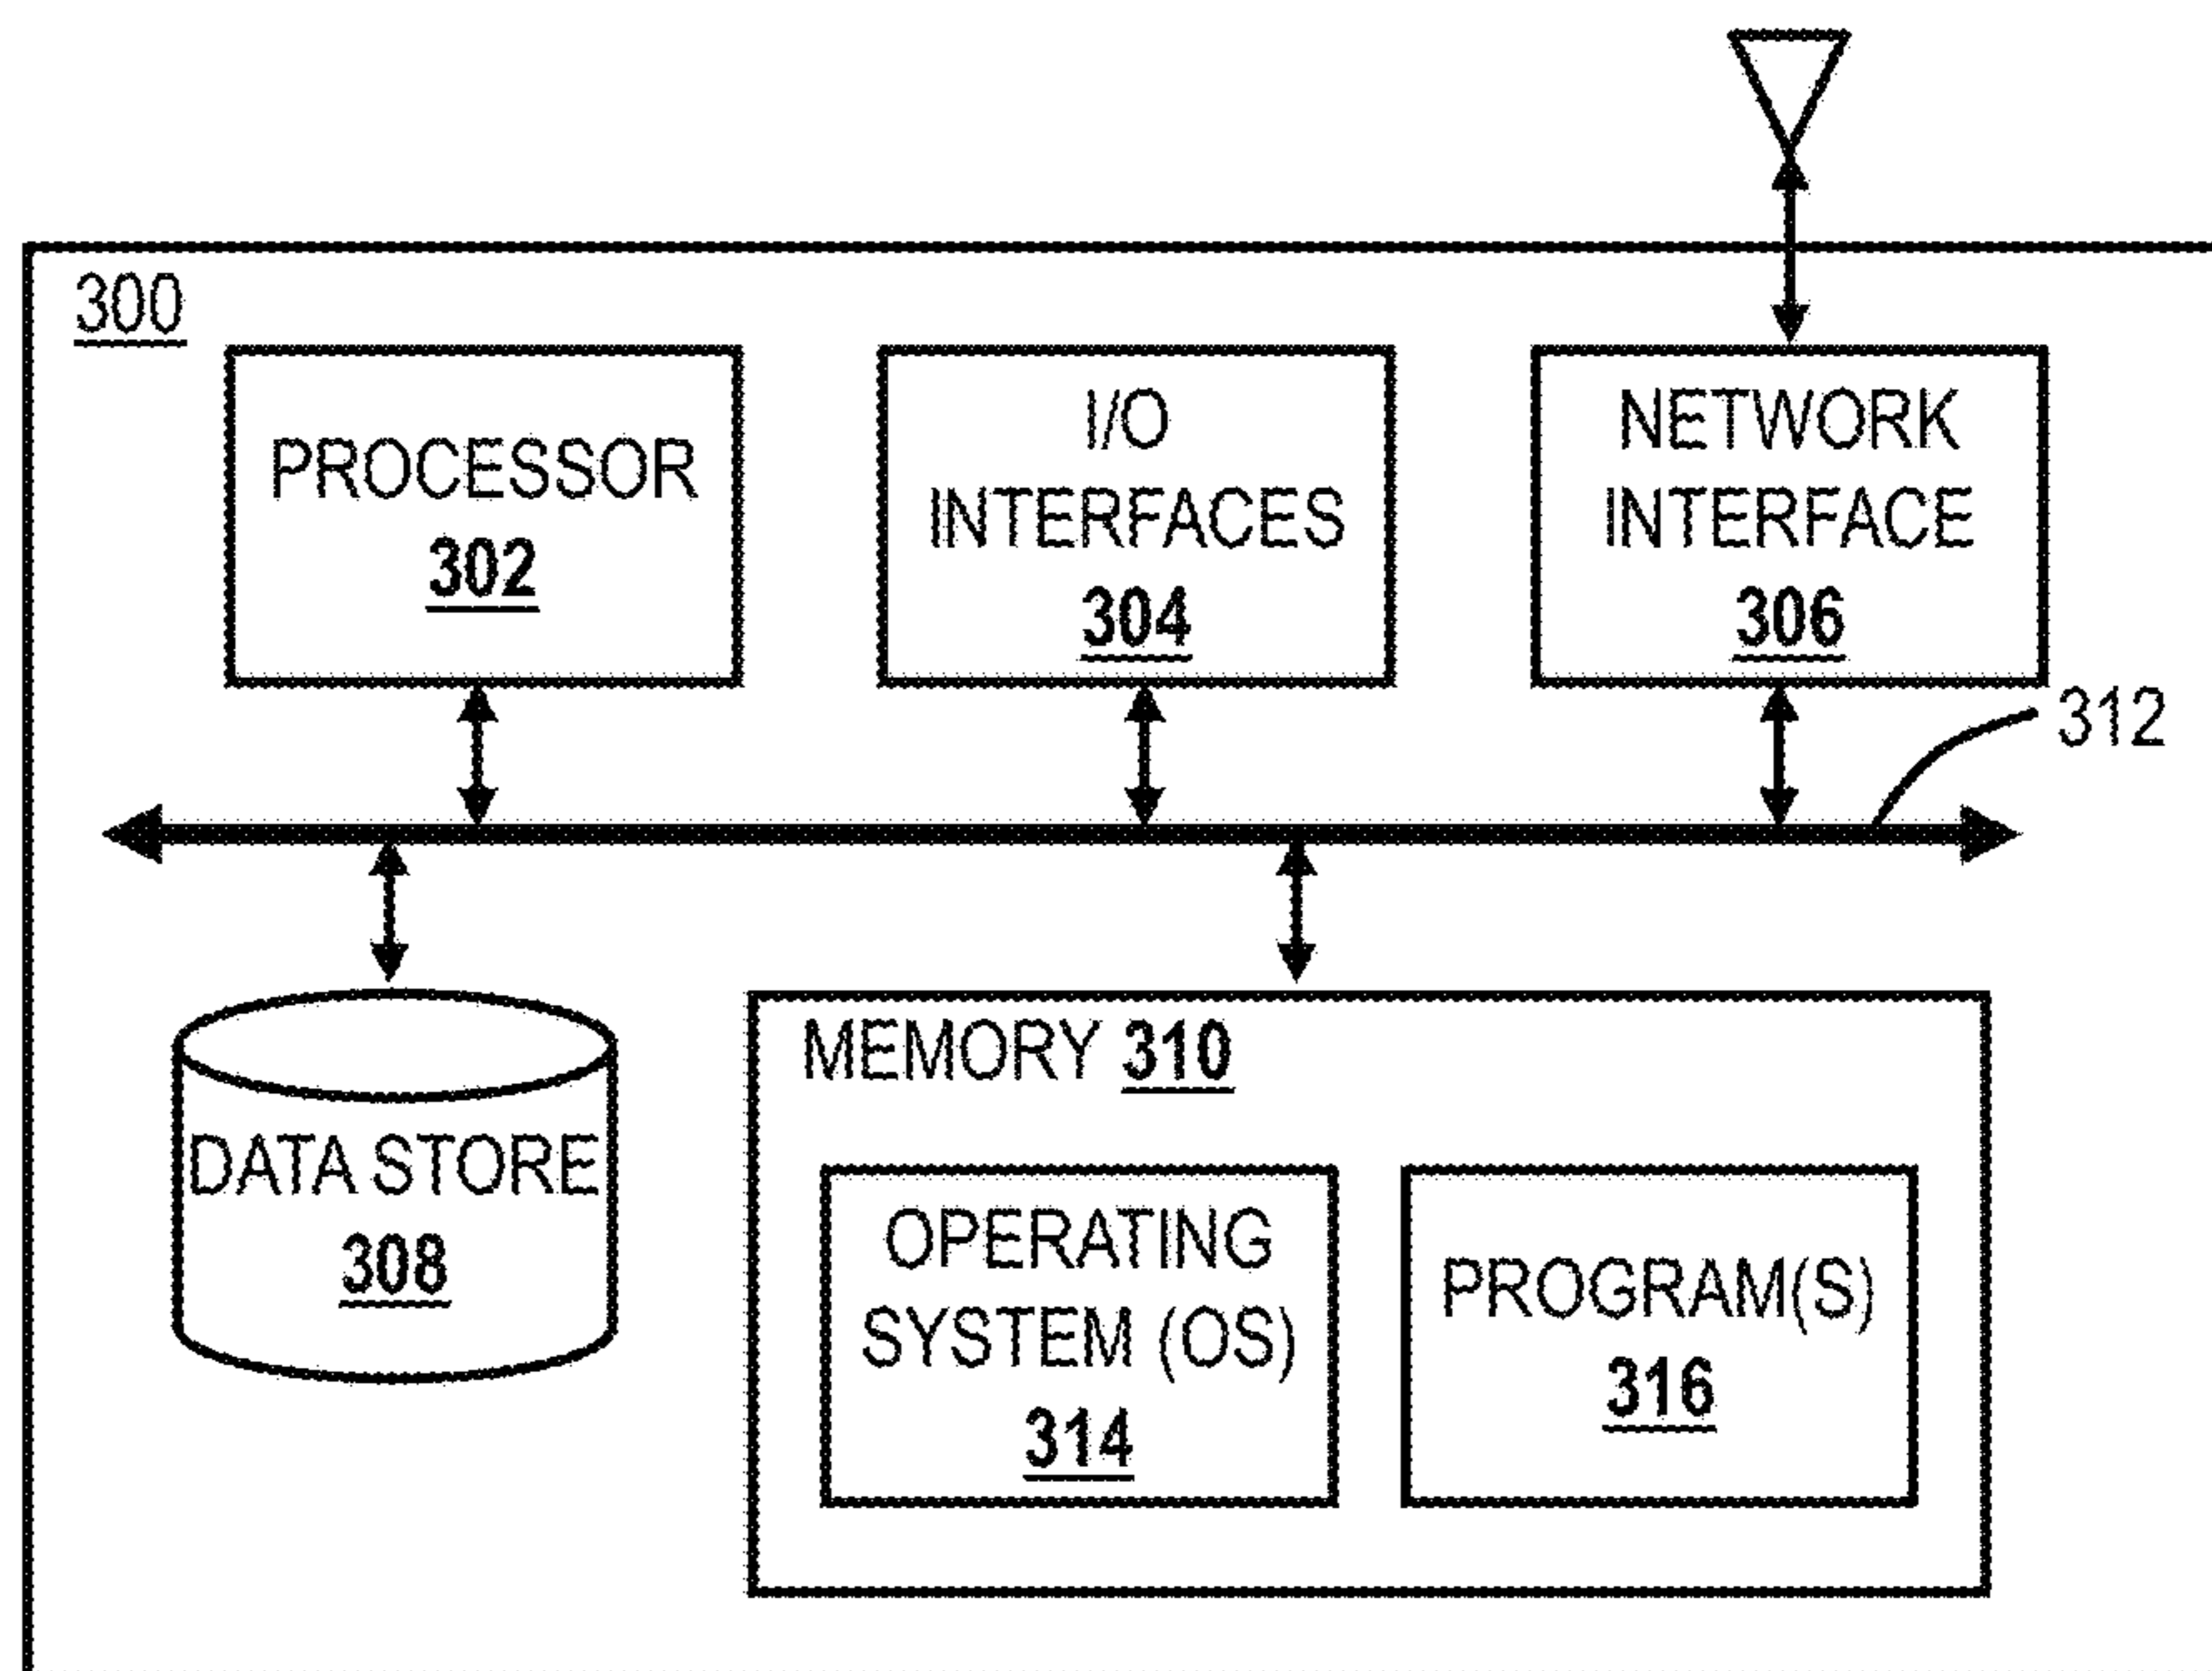 300
PROCESSOR
302
I/O
INTERFACES
304
NETWORK
INTERFACE
306
312
DATA STORE
308
MEMORY 310
OPERATING
SYSTEM (OS)
314
PROGRAM(S)
316